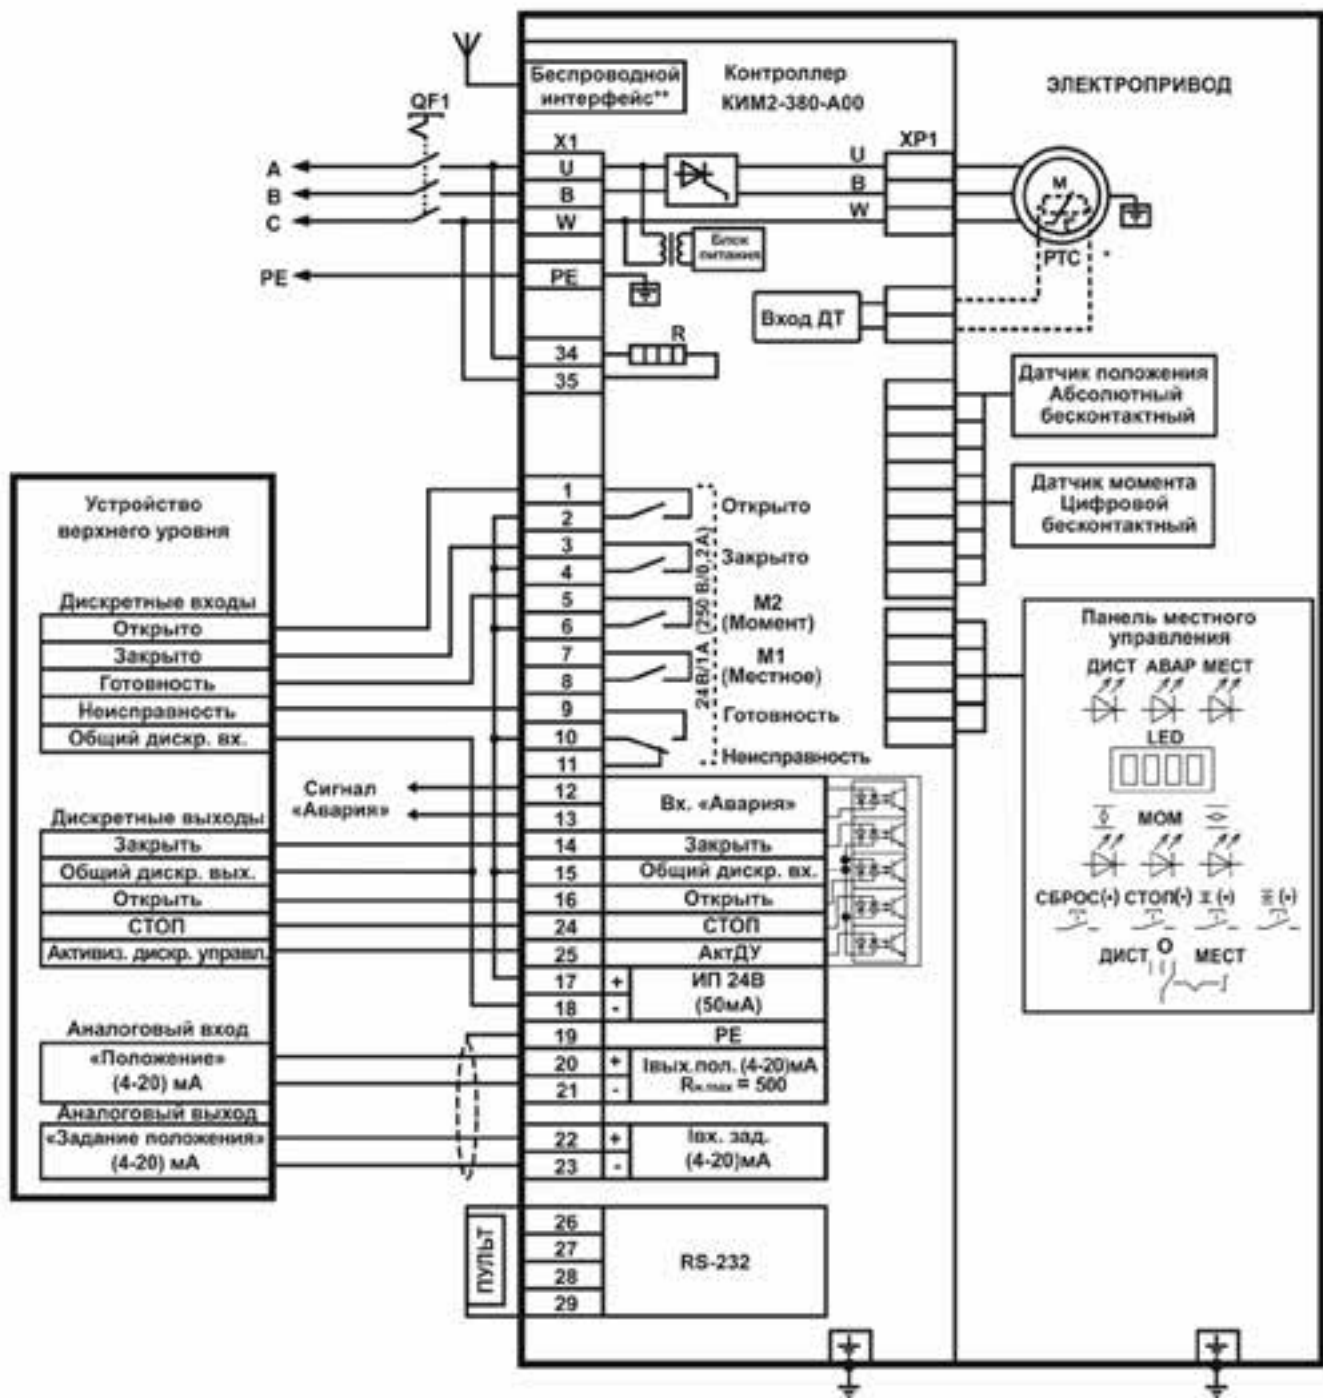 Беспроводной
интерфейс**
Контроллер
КИМ2-380-А00
ЭЛЕКТРОПРИВОД
QF1
X1
XP1
A
U
U
B
B
B
C
W
W
M
Блок
питания
PTC *
PE
PE
Вход ДТ
R
34
35
Датчик положения
Абсолютный
бесконтактный
Датчик момента
Цифровой
бесконтактный
Устройство
верхнего уровня
1
2
Открыто
3
4
Закрыто
5
6
М2
(Момент)
7
8
М1
(Местное)
9
Готовность
10
11
Неисправность
24В/1А (250 В/0,2А)
Дискретные входы
Открыто
Закрыто
Готовность
Неисправность
Общий дискр. вх.
Сигнал
«Авария»
12
13
Вх. «Авария»
Дискретные выходы
Закрыть
14
Закрыть
Общий дискр. вых.
15
Общий дискр. вх.
Открыть
16
Открыть
СТОП
24
СТОП
Активиз. дискр. управл.
25
АктДУ
17
+
ИП 24В
18
-
(50мА)
19
PE
Аналоговый вход
«Положение»
(4-20) мА
20
+
Iвых.пол. (4-20)мА
21
-
Rн.max = 500
Аналоговый выход
«Задание положения»
(4-20) мА
22
+
Iвх. зад.
23
-
(4-20)мА
ПУЛЬТ
26
27
28
29
RS-232
Панель местного
управления
ДИСТ АВАР МЕСТ
LED
МОМ
СБРОС(•) СТОП(•) (•) (•)
ДИСТ О МЕСТ